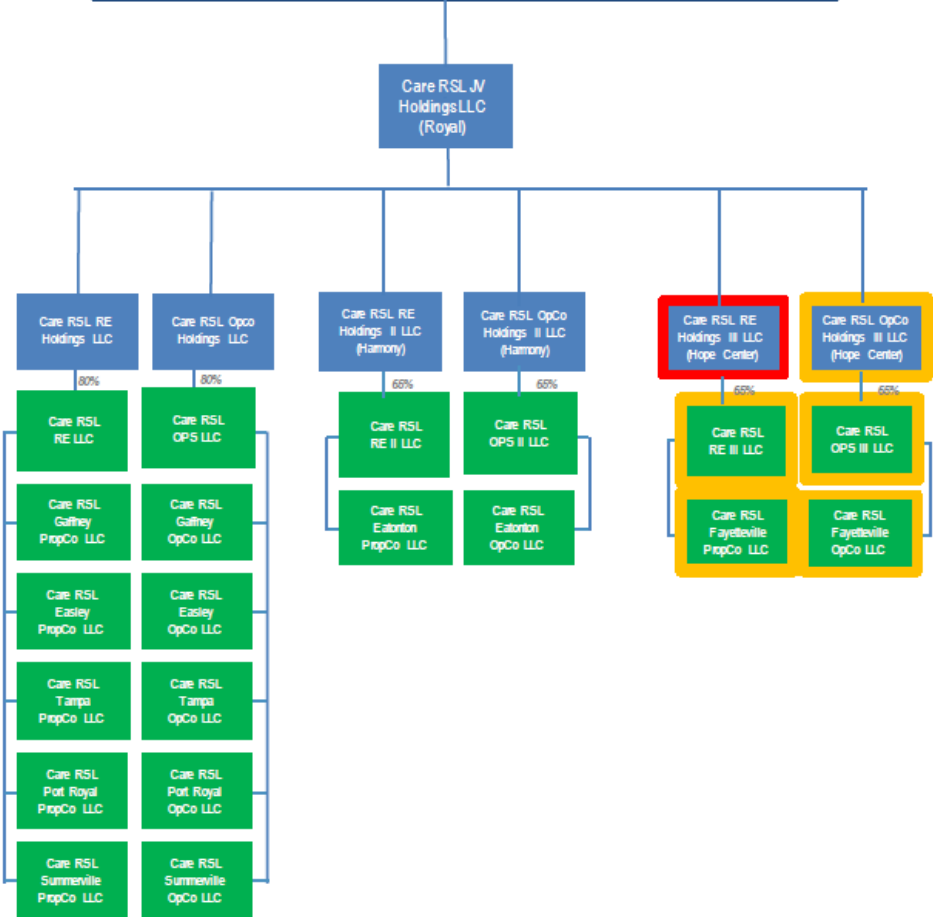 Care RSL JV
Holdings LLC
(Royal)
Care RSL RE
Holdings LLC
Care RSL Opco
Holdings LLC
Care RSL RE
Holdings II LLC
(Harmony)
Care RSL OpCo
Holdings II LLC
(Harmony)
Care RSL RE
Holdings III LLC
(Hope Center)
Care RSL OpCo
Holdings III LLC
(Hope Center)
80%
80%
65%
65%
65%
65%
Care RSL
RE LLC
Care RSL
OPS LLC
Care RSL
RE II LLC
Care RSL
OPS II LLC
Care RSL
RE III LLC
Care RSL
OPS III LLC
Care RSL
Gaffney
PropCo LLC
Care RSL
Gaffney
OpCo LLC
Care RSL
Eatonton
PropCo LLC
Care RSL
Eatonton
OpCo LLC
Care RSL
Fayetteville
PropCo LLC
Care RSL
Fayetteville
OpCo LLC
Care RSL
Easley
PropCo LLC
Care RSL
Easley
OpCo LLC
Care RSL
Tampa
PropCo LLC
Care RSL
Tampa
OpCo LLC
Care RSL
Port Royal
PropCo LLC
Care RSL
Port Royal
OpCo LLC
Care RSL
Summerville
PropCo LLC
Care RSL
Summerville
OpCo LLC